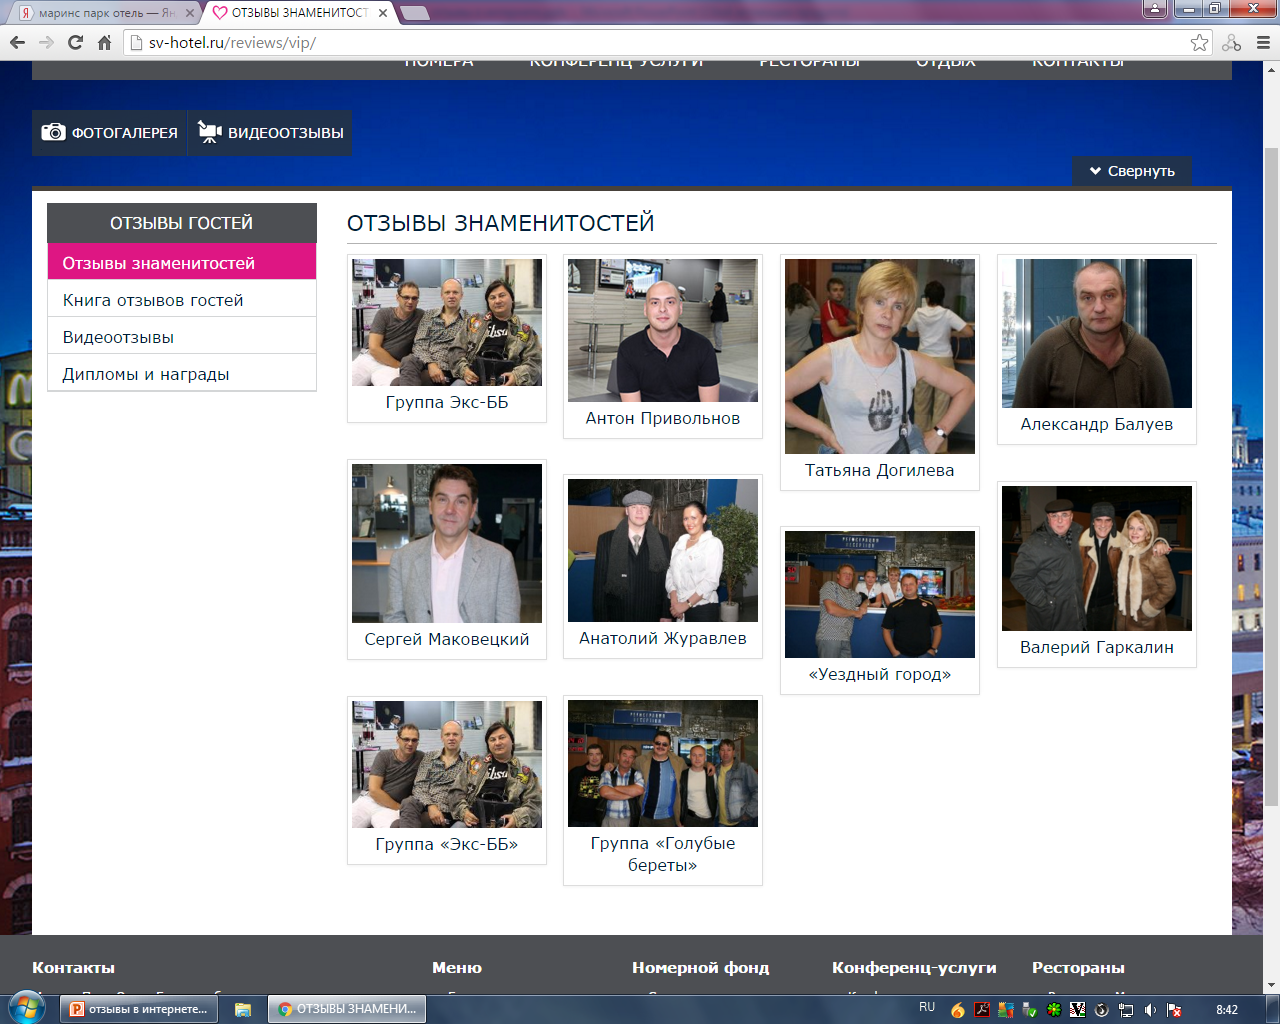 маринс парк отель — Ян
ОТЗЫВЫ ЗНАМЕНИТОСТ
sv-hotel.ru/reviews/vip/
НОМЕРА КОНФЕРЕНЦ-УСЛУГИ РЕСТОРАНЫ ОТДЫХ КОНТАКТЫ
ФОТОГАЛЕРЕЯ ВИДЕООТЗЫВЫ
Свернуть
ОТЗЫВЫ ГОСТЕЙ
Отзывы знаменитостей
Книга отзывов гостей
Видеоотзывы
Дипломы и награды
ОТЗЫВЫ ЗНАМЕНИТОСТЕЙ
Группа Экс-ББ
Антон Привольнов
Татьяна Догилева
Александр Балуев
Сергей Маковецкий
Анатолий Журавлев
«Уездный город»
Валерий Гаркалин
Группа «Экс-ББ»
Группа «Голубые
береты»
Контакты Меню Номерной фонд Конференц-услуги Рестораны
отзывы в интернете...
ОТЗЫВЫ ЗНАМЕНИ...
RU
8:42